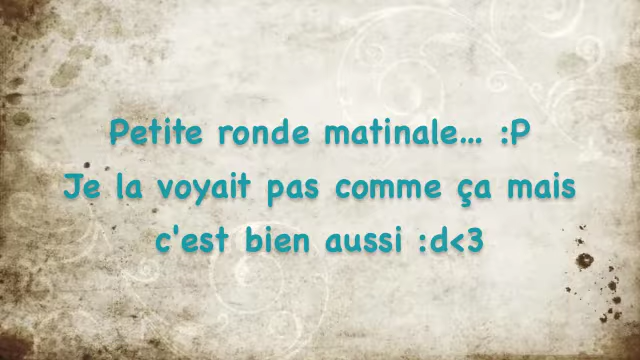 Petite ronde matinale... :P
Je la voyait pas comme ça mais
c'est bien aussi :d<3